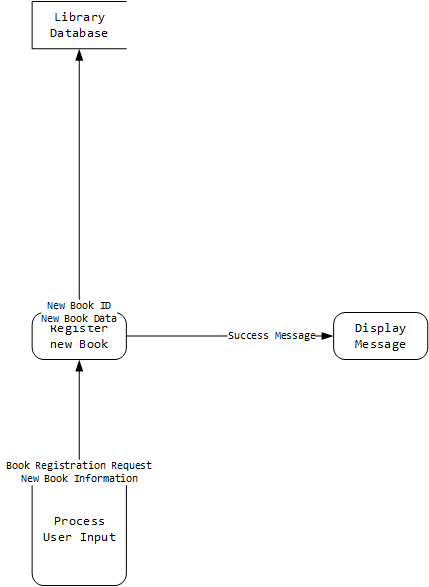 Library
Database
New Book ID
New Book Data
Register
new Book
Success Message
Display
Message
Book Registration Request
New Book Information
Process
User Input